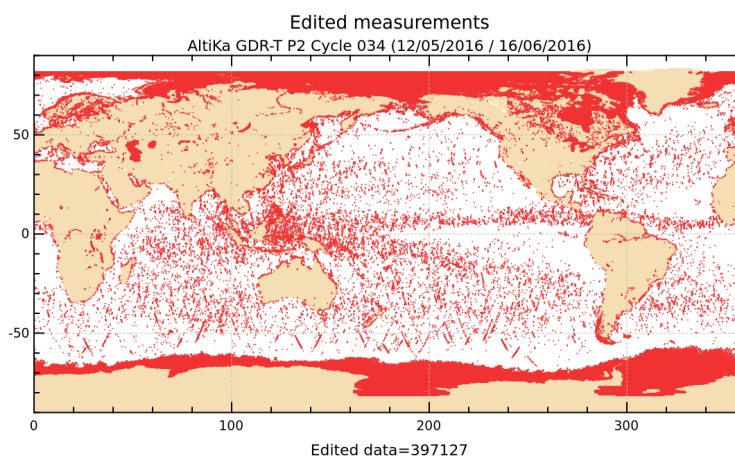 Edited measurements
AltiKa GDR-T P2 Cycle 034 (12/05/2016 / 16/06/2016)
50
0
-50
0 100 200 300
Edited data=397127